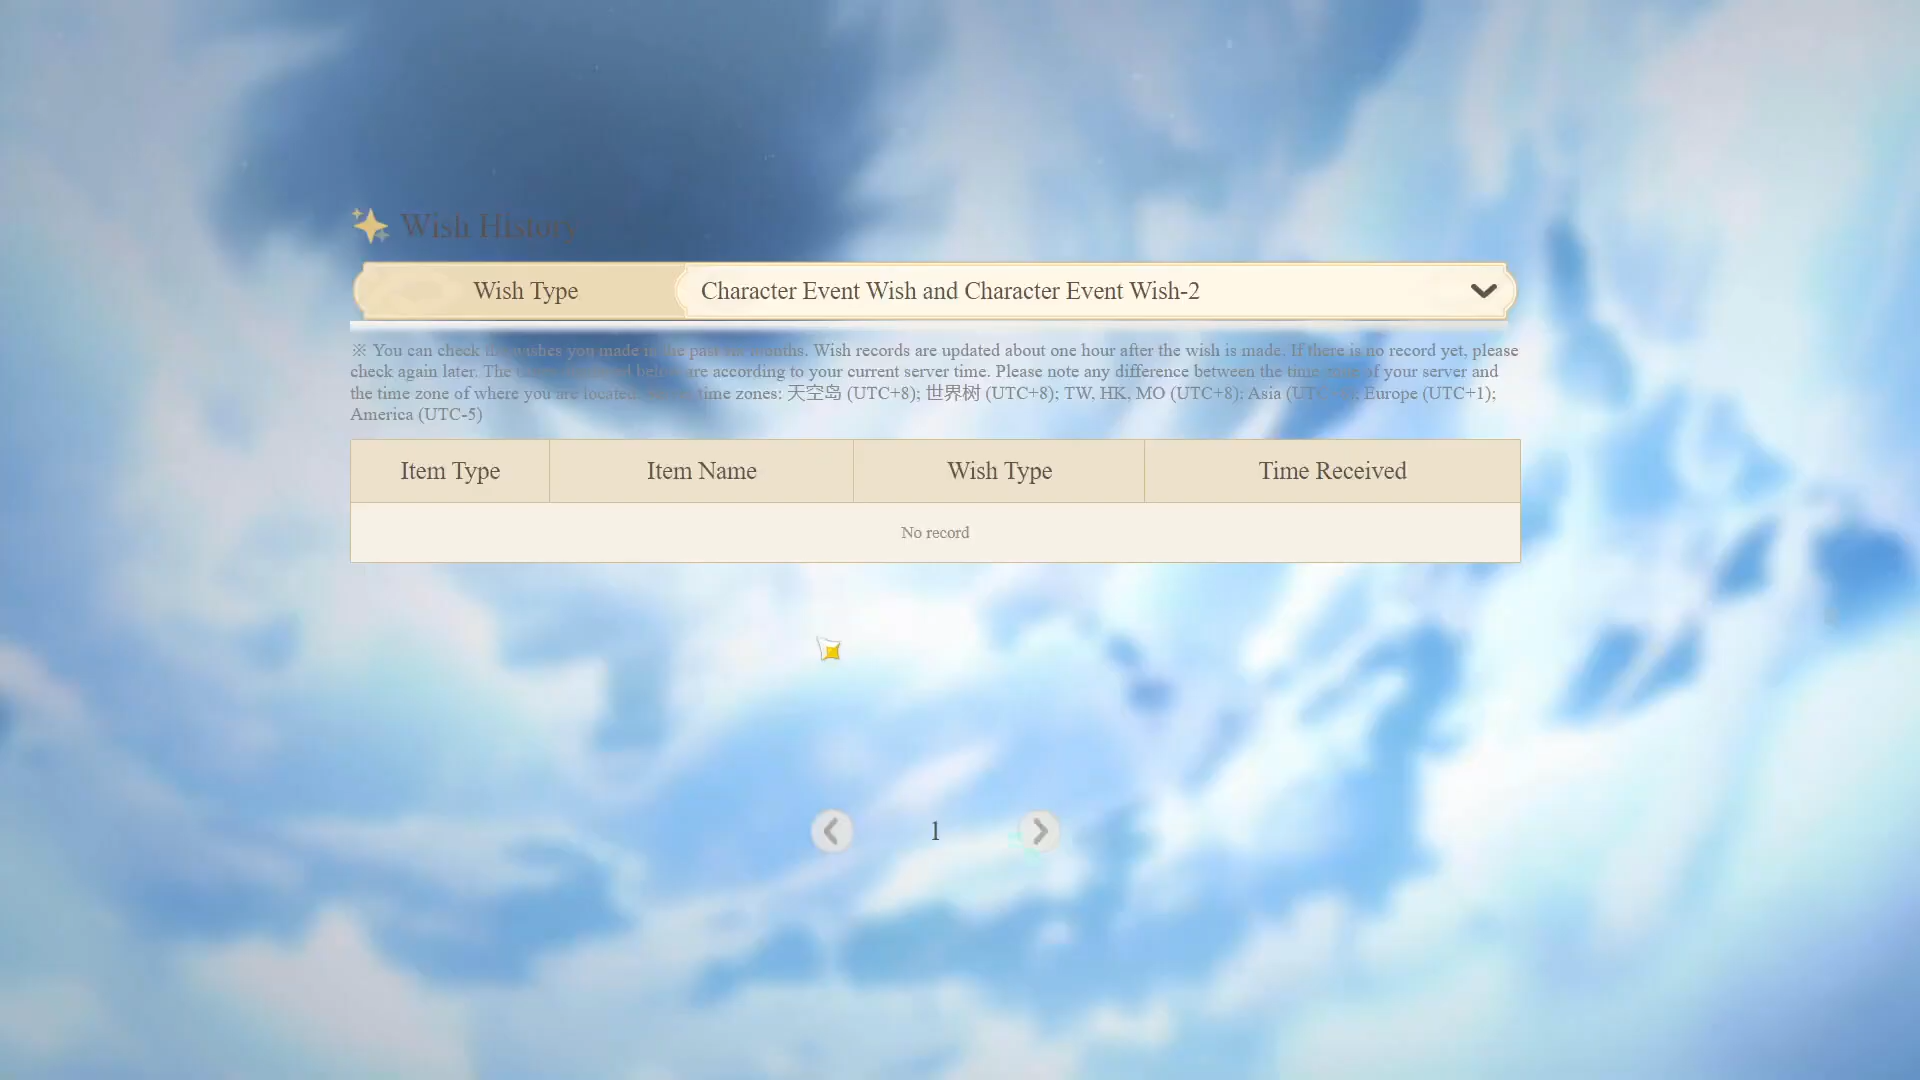 Wish History
Wish Type
Character Event Wish and Character Event Wish-2
※ You can check the wishes you made in the past six months. Wish records are updated about one hour after the wish is made. If there is no record yet, please
check again later. The below are according to your current server time. Please note any difference between the time zone of your server and
the time zone of where you are located. time zones: 天空岛 (UTC+8); 世界树 (UTC+8); TW, HK, MO (UTC+8); Asia Europe (UTC+1);
America (UTC-5)
Item Type
Item Name
Wish Type
Time Received
No record
1